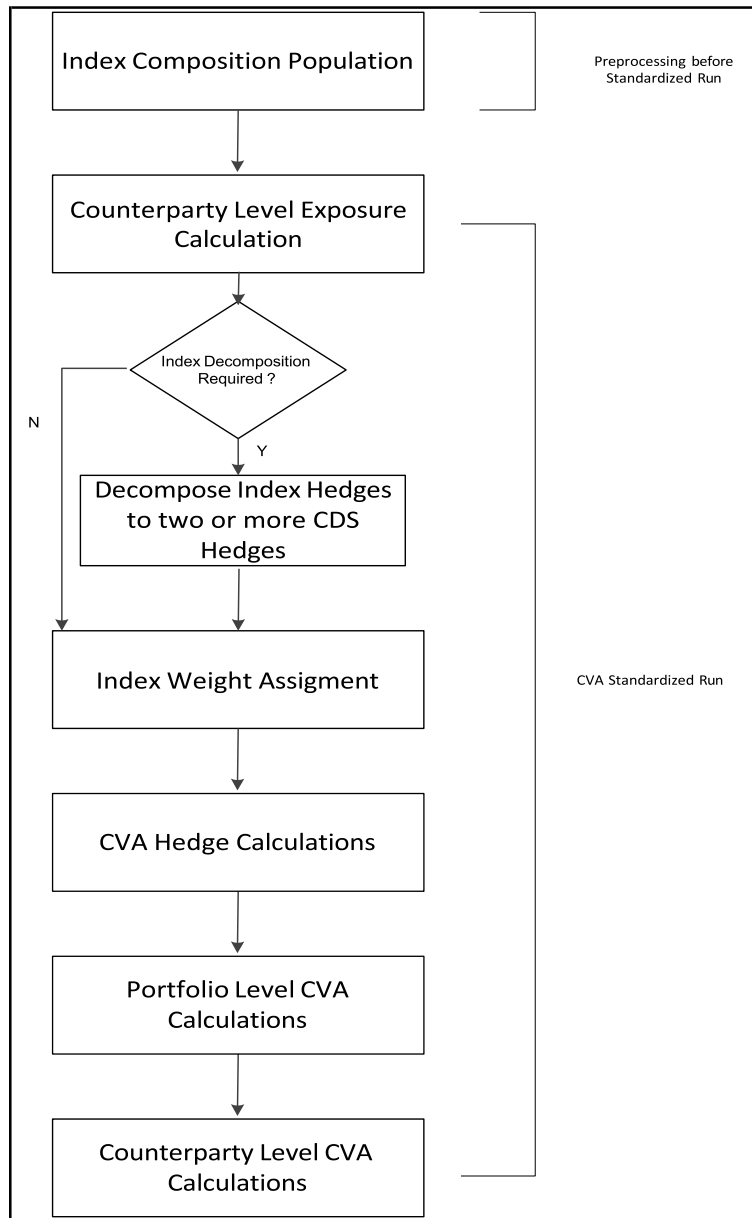 Index Composition Population
Preprocessing before
Standardized Run
Counterparty Level Exposure
Calculation
Index Decomposition
Required ?
N
Y
Decompose Index Hedges
to two or more CDS
Hedges
Index Weight Assigment
CVA Standardized Run
CVA Hedge Calculations
Portfolio Level CVA
Calculations
Counterparty Level CVA
Calculations